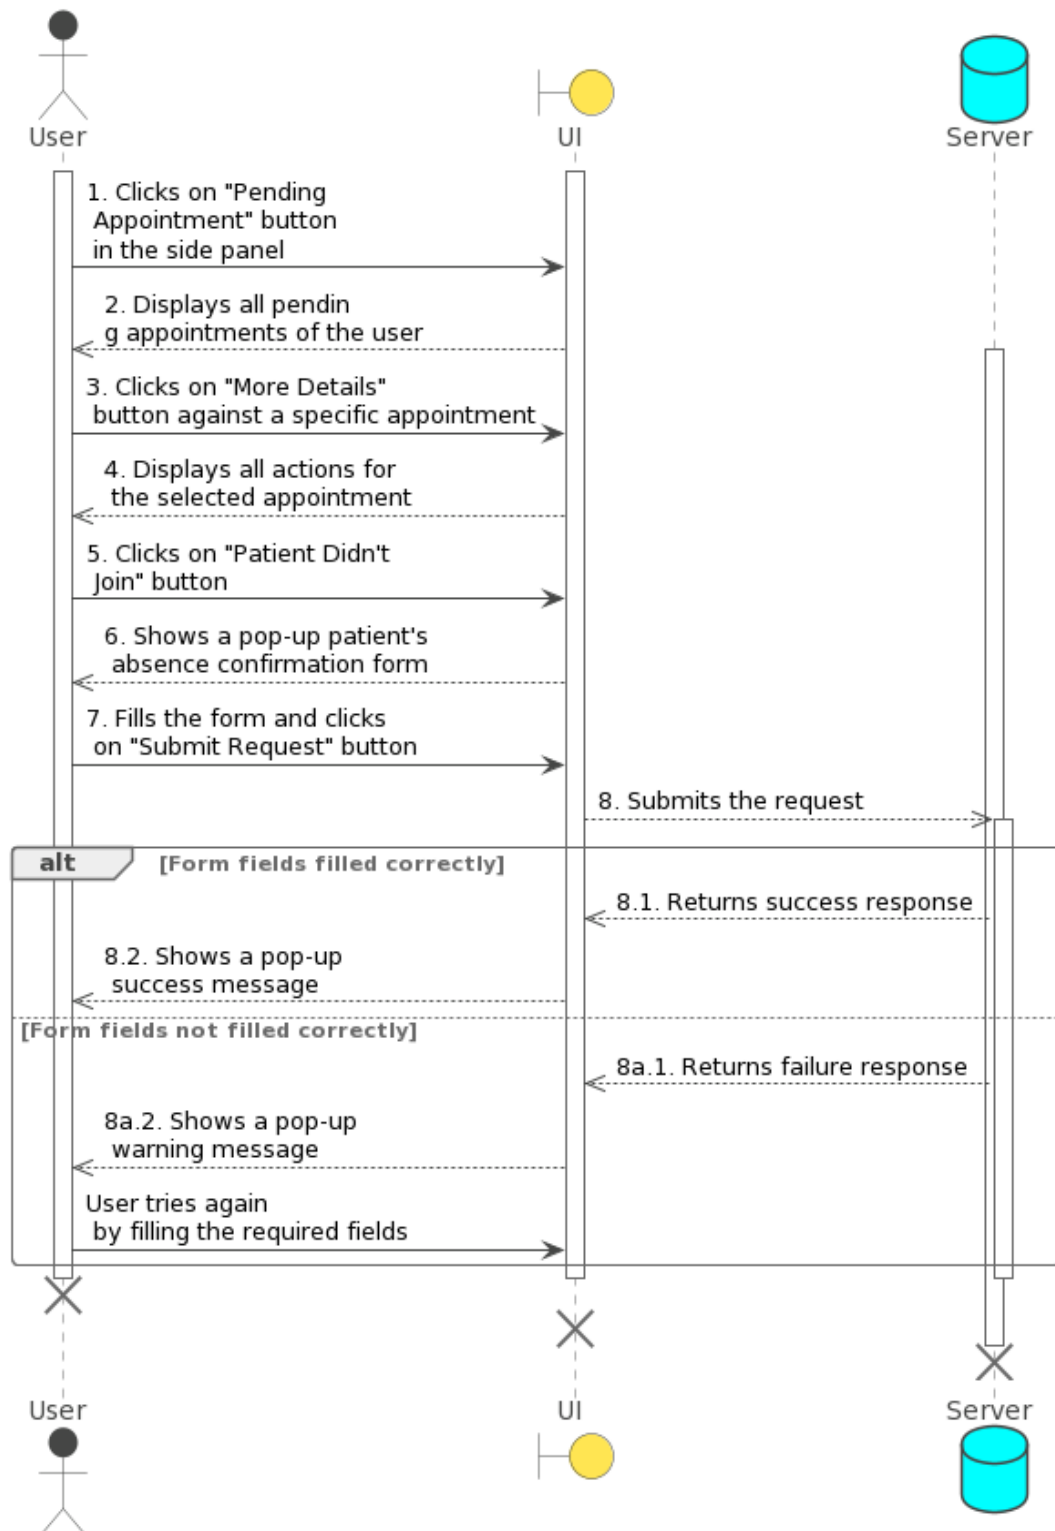 User
UI
Server
1. Clicks on "Pending
Appointment" button
in the side panel
2. Displays all pendin
g appointments of the user
3. Clicks on "More Details"
button against a specific appointment
4. Displays all actions for
the selected appointment
5. Clicks on "Patient Didn't
Join" button
6. Shows a pop-up patient's
absence confirmation form
7. Fills the form and clicks
on "Submit Request" button
8. Submits the request
alt
[Form fields filled correctly]
8.1. Returns success response
8.2. Shows a pop-up
success message
[Form fields not filled correctly]
8a.1. Returns failure response
8a.2. Shows a pop-up
warning message
User tries again
by filling the required fields
User
UI
Server